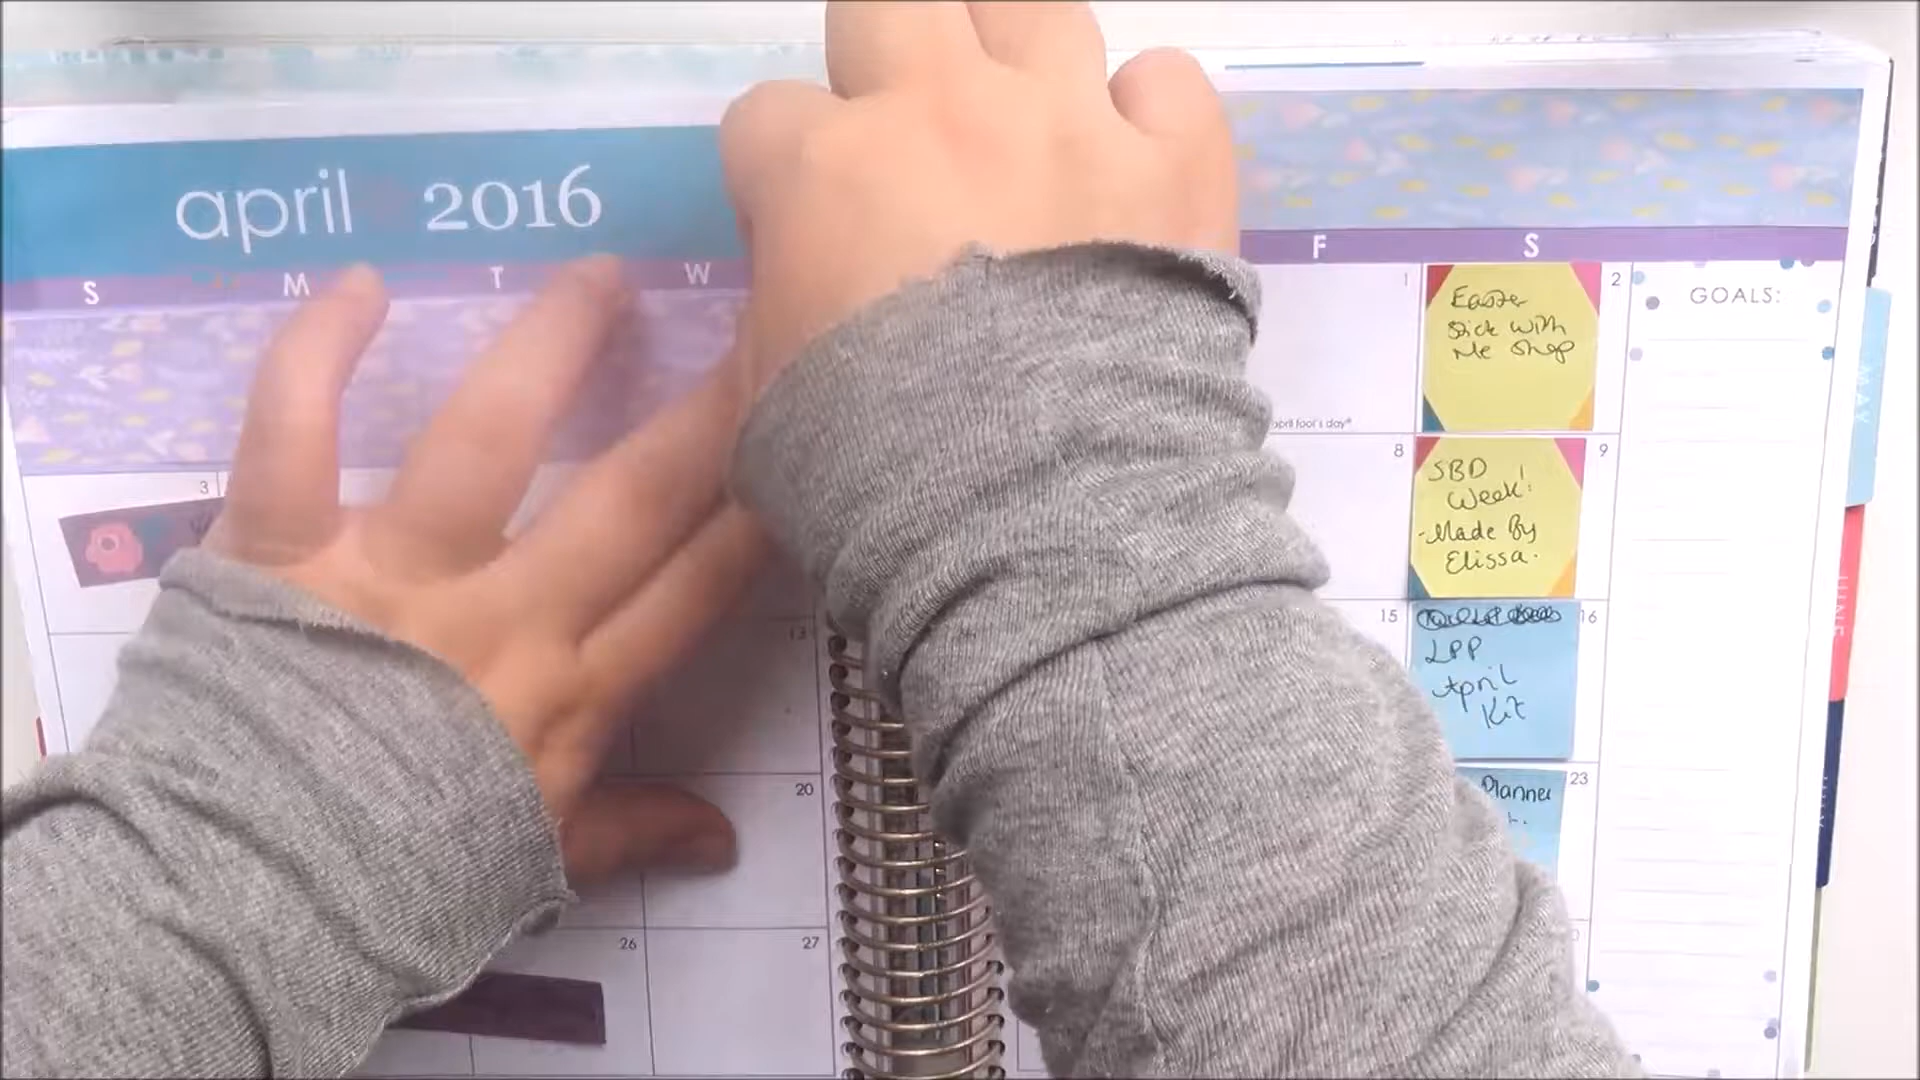 april 2016
S M T W F S
1
2
april fool's day*
Easter
Stick With
Me Shop
GOALS:
3
8
9
SBD
Week!
-Made By
Elissa.
13
15
16
LPP
April
Kit
20
23
Planner
26
27
MAY
JUNE